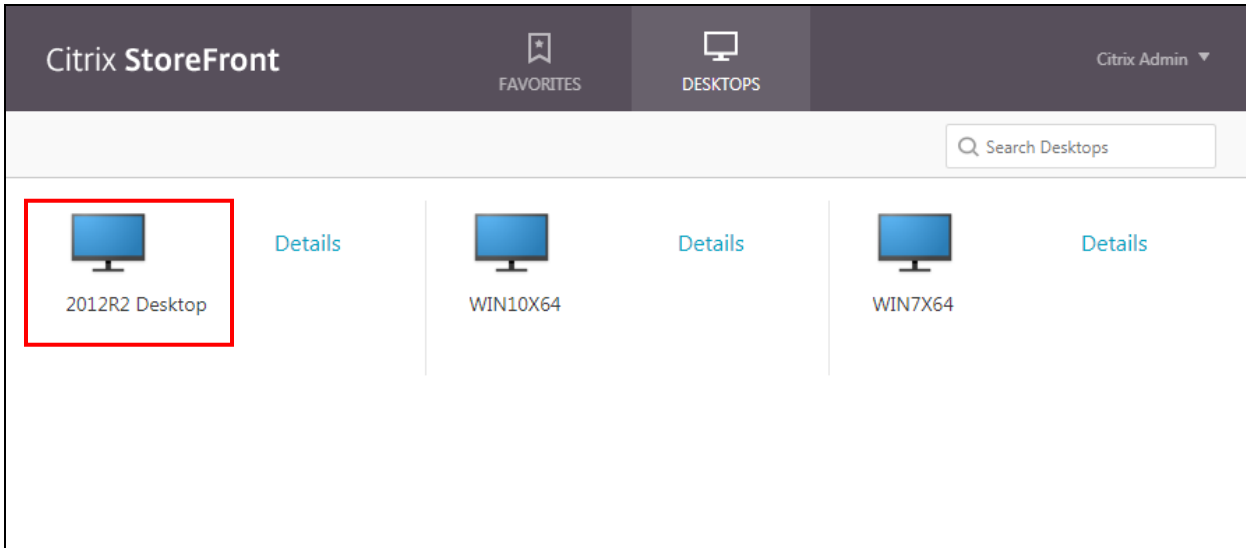 Citrix StoreFront
FAVORITES
DESKTOPS
Citrix Admin
Search Desktops
2012R2 Desktop
Details
WIN10X64
Details
WIN7X64
Details